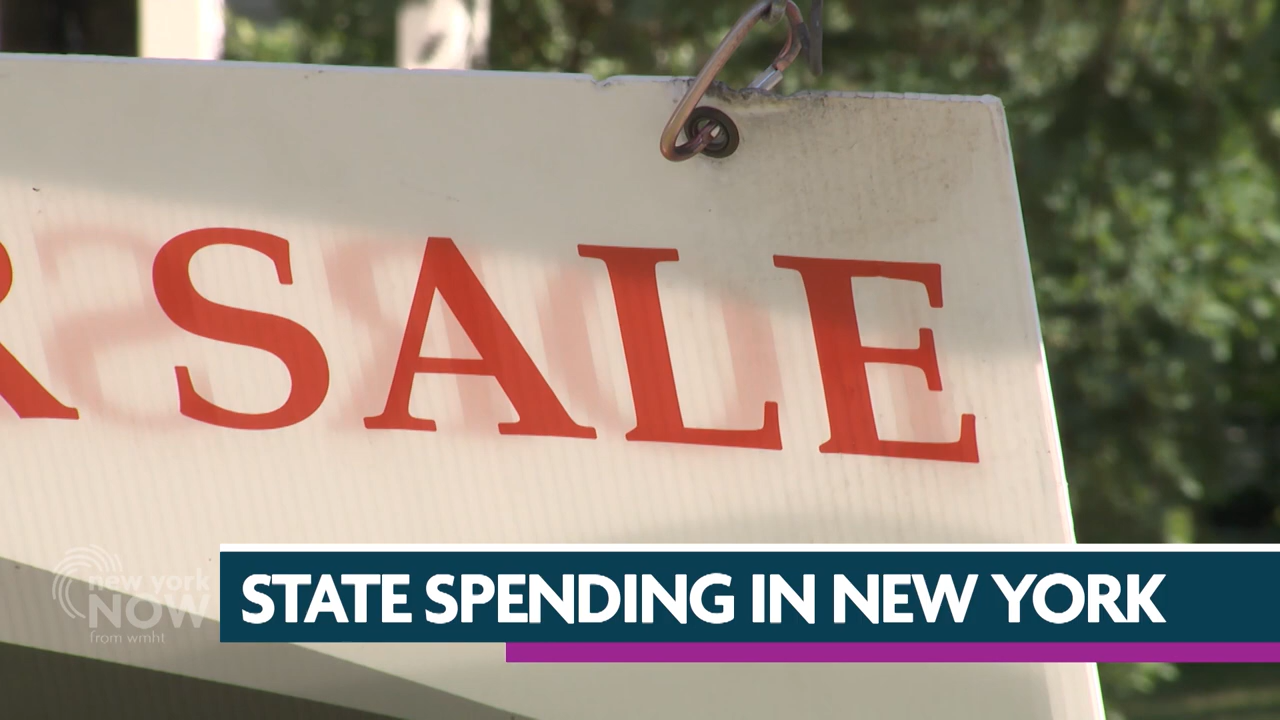 R SALE
STATE SPENDING IN NEW YORK
new york
NOW
from wmht